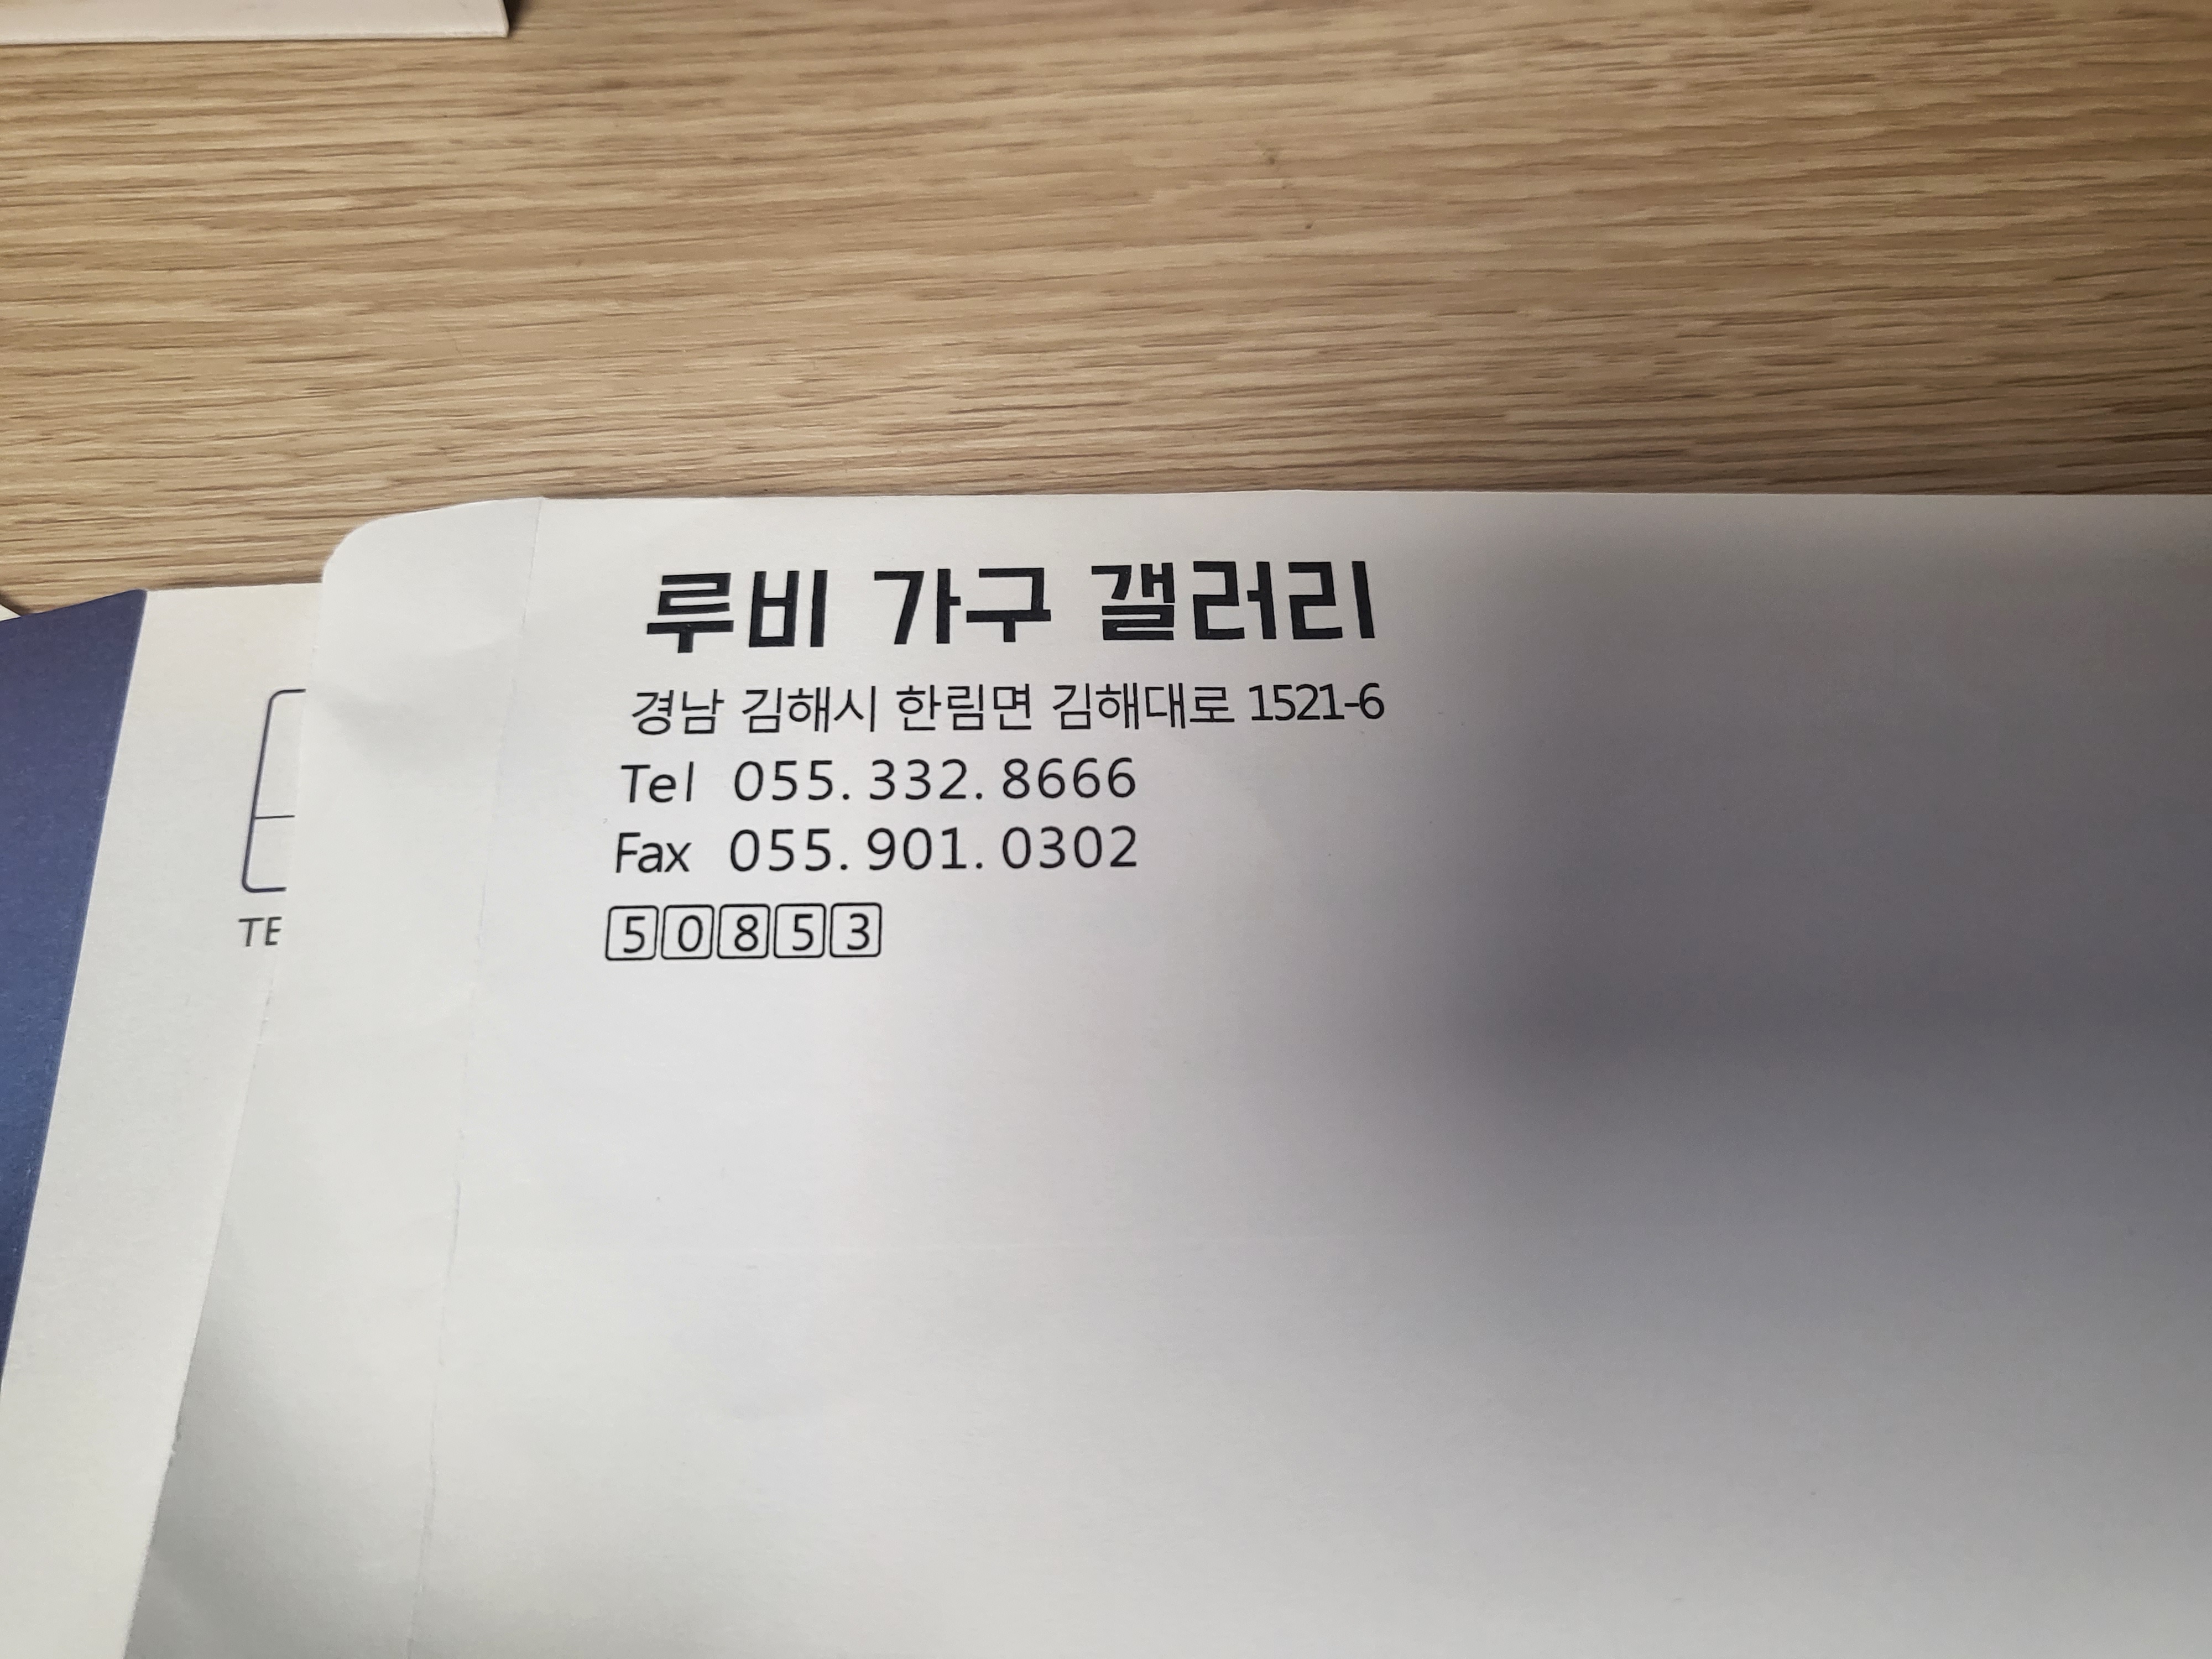 루비 가구 갤러리
경남 김해시 한림면 김해대로 1521-6
Tel 055. 332. 8666
Fax 055. 901. 0302
50853
TE